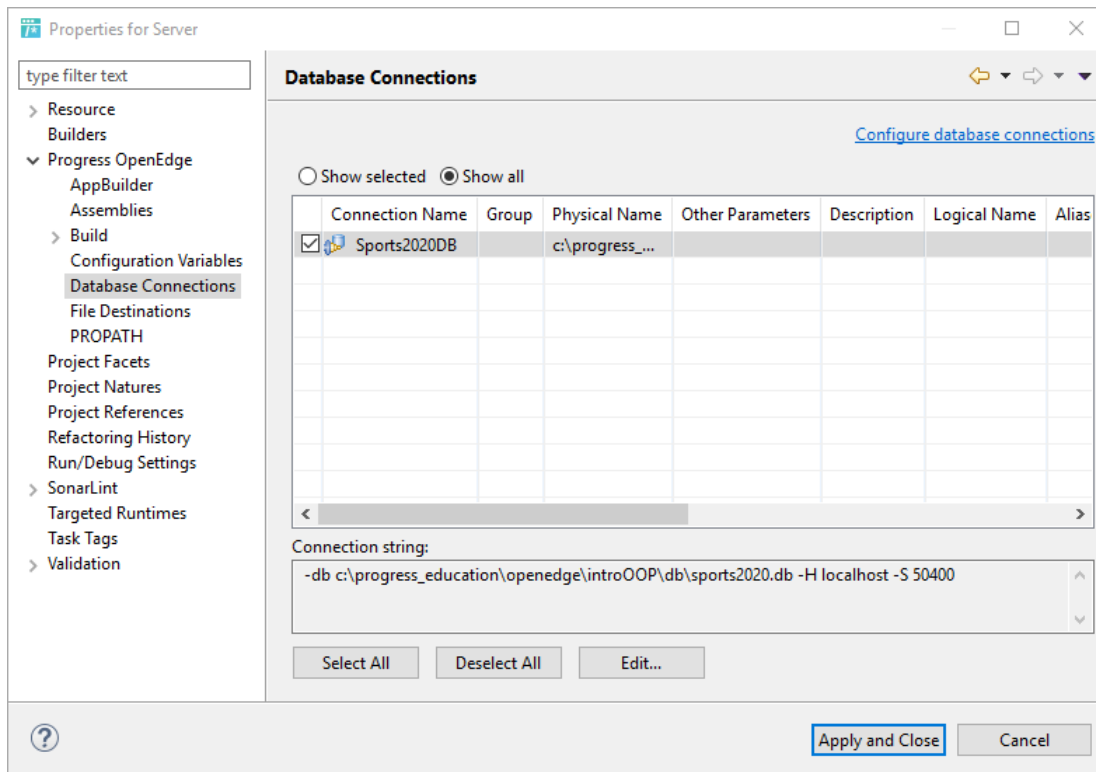 Properties for Server
type filter text
Resource
Builders
Progress OpenEdge
AppBuilder
Assemblies
Build
Configuration Variables
Database Connections
File Destinations
PROPATH
Project Facets
Project Natures
Project References
Refactoring History
Run/Debug Settings
SonarLint
Targeted Runtimes
Task Tags
Validation
Database Connections
Configure database connections
Show selected Show all
Connection Name Group Physical Name Other Parameters Description Logical Name Alias
Sports2020DB c:\progress_...
Connection string:
-db c:\progress_education\openedge\introOOP\db\sports2020.db -H localhost -S 50400
Select All Deselect All Edit...
? Apply and Close Cancel